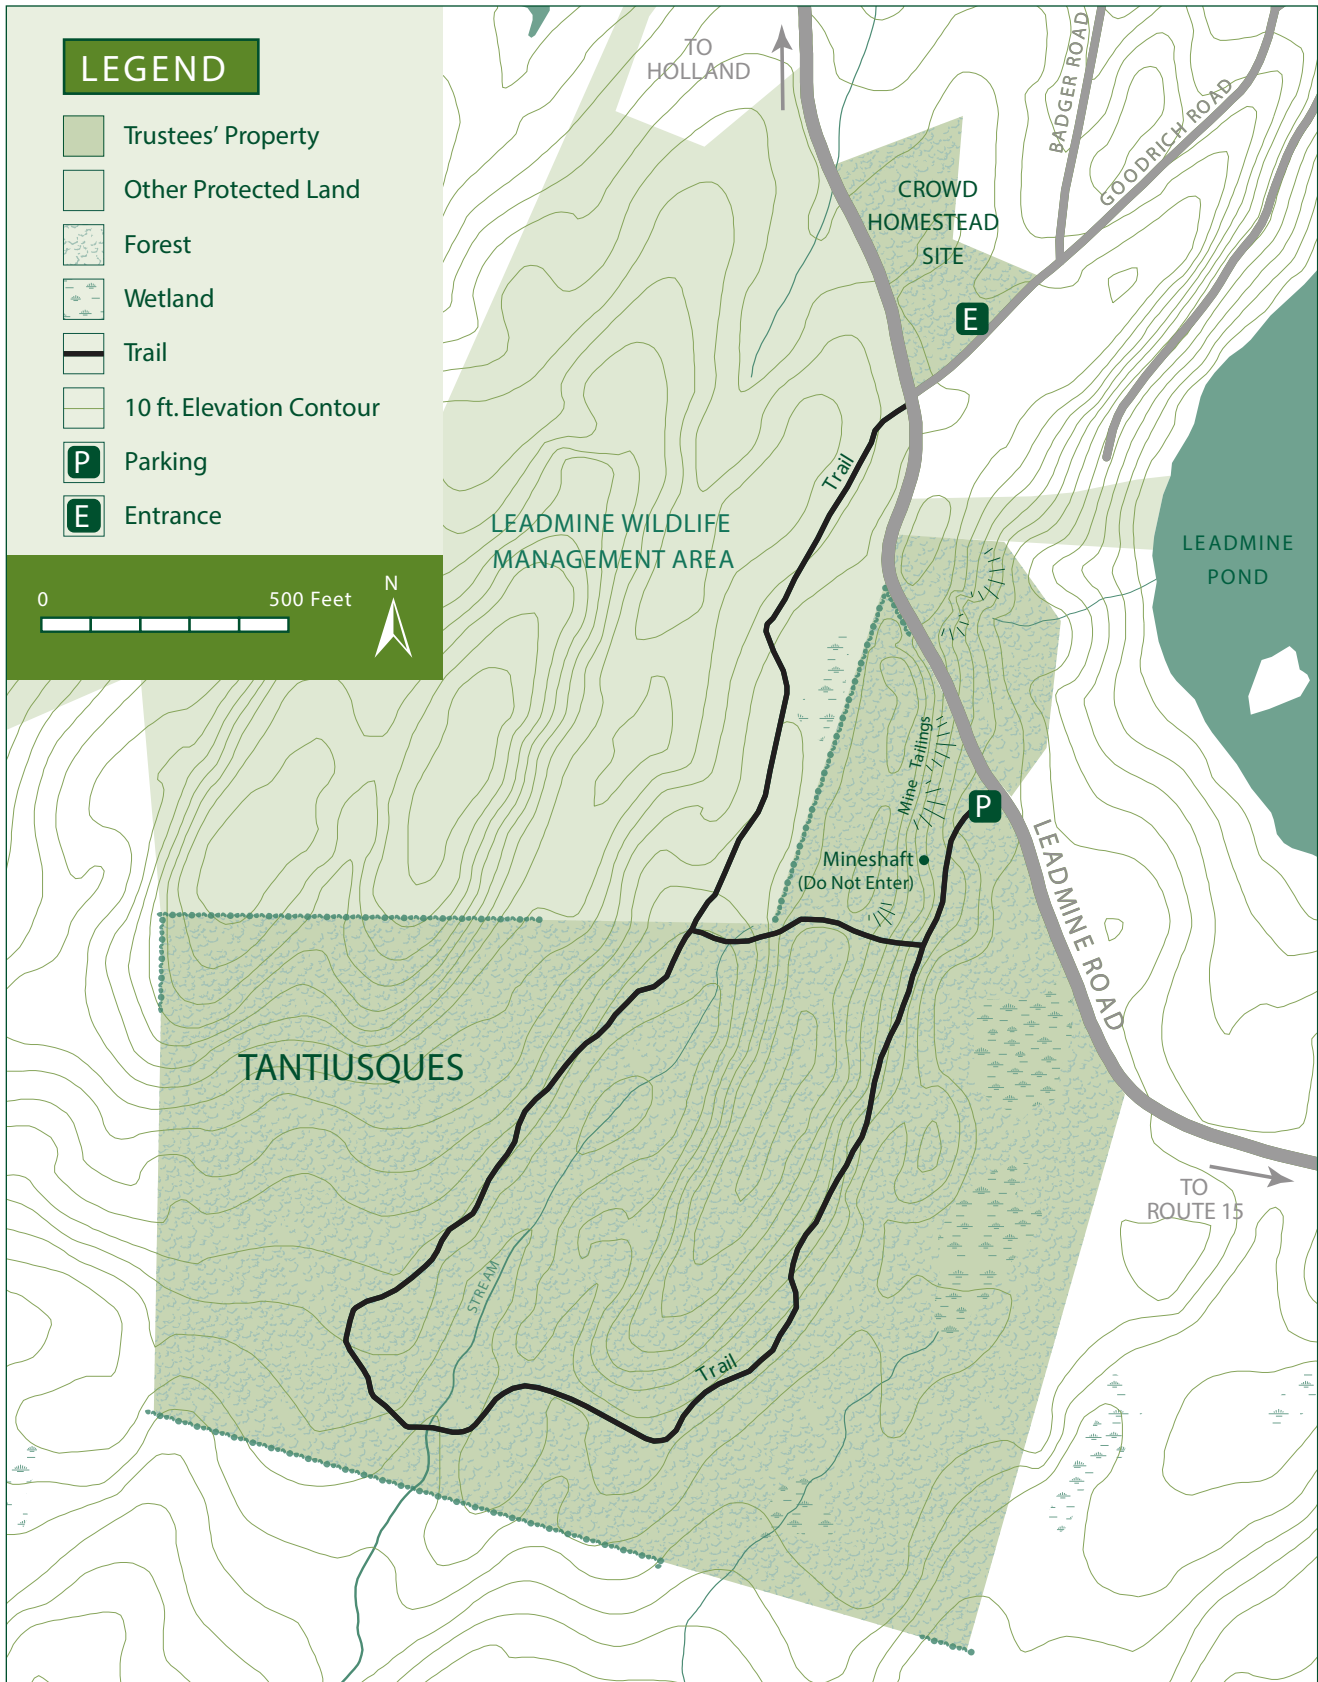 LEGEND
Trustees' Property
Other Protected Land
Forest
Wetland
Trail
10 ft. Elevation Contour
P
Parking
E
Entrance
0
500 Feet
N
TO
HOLLAND
BADGER ROAD
GOODRICH ROAD
CROWD
HOMESTEAD
SITE
E
Trail
LEADMINE WILDLIFE
MANAGEMENT AREA
LEADMINE
POND
Mine Tailings
P
Mineshaft
(Do Not Enter)
LEADMINE ROAD
TANTIUSQUES
TO
ROUTE 15
STREAM
Trail